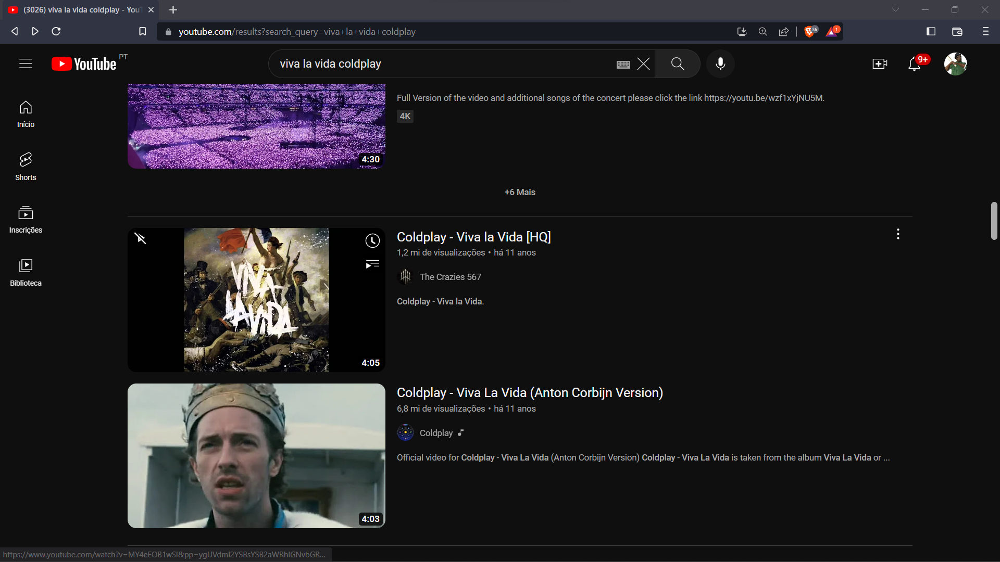 (3026) viva la vida coldplay - You
youtube.com/results?search_query=viva+la+vida+coldplay
36
1
YouTube PT
viva la vida coldplay
9+
Início
Shorts
Inscrições
Biblioteca
Full Version of the video and additional songs of the concert please click the link https://youtu.be/wzf1xYjNU5M.
4K
4:30
+6 Mais
VIVA
LA VIDA
4:05
Coldplay - Viva la Vida [HQ]
1,2 mi de visualizações • há 11 anos
The Crazies 567
Coldplay - Viva la Vida.
4:03
Coldplay - Viva La Vida (Anton Corbijn Version)
6,8 mi de visualizações • há 11 anos
Coldplay
Official video for Coldplay - Viva La Vida (Anton Corbijn Version) Coldplay - Viva La Vida is taken from the album Viva La Vida or ...
https://www.youtube.com/watch?v=MY4eEOB1wSI&pp=ygUVdmI2YSBsYSB2aWRhIGNvbGR...